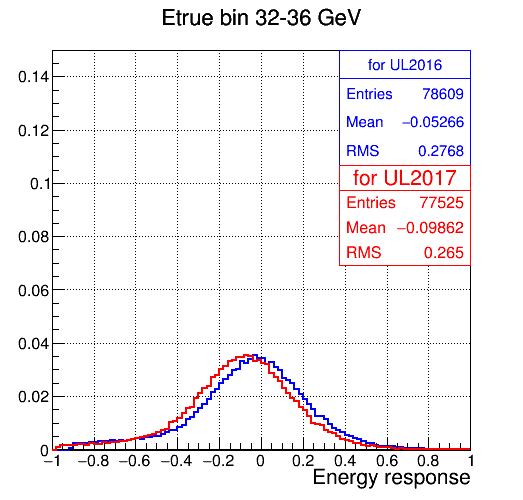 Etrue bin 32-36 GeV
for UL2016
Entries 78609
Mean −0.05266
RMS 0.2768
for UL2017
Entries 77525
Mean −0.09862
RMS 0.265
0.14
0.12
0.1
0.08
0.06
0.04
0.02
0
−1 −0.8 −0.6 −0.4 −0.2 0 0.2 0.4 0.6 0.8 1
Energy response